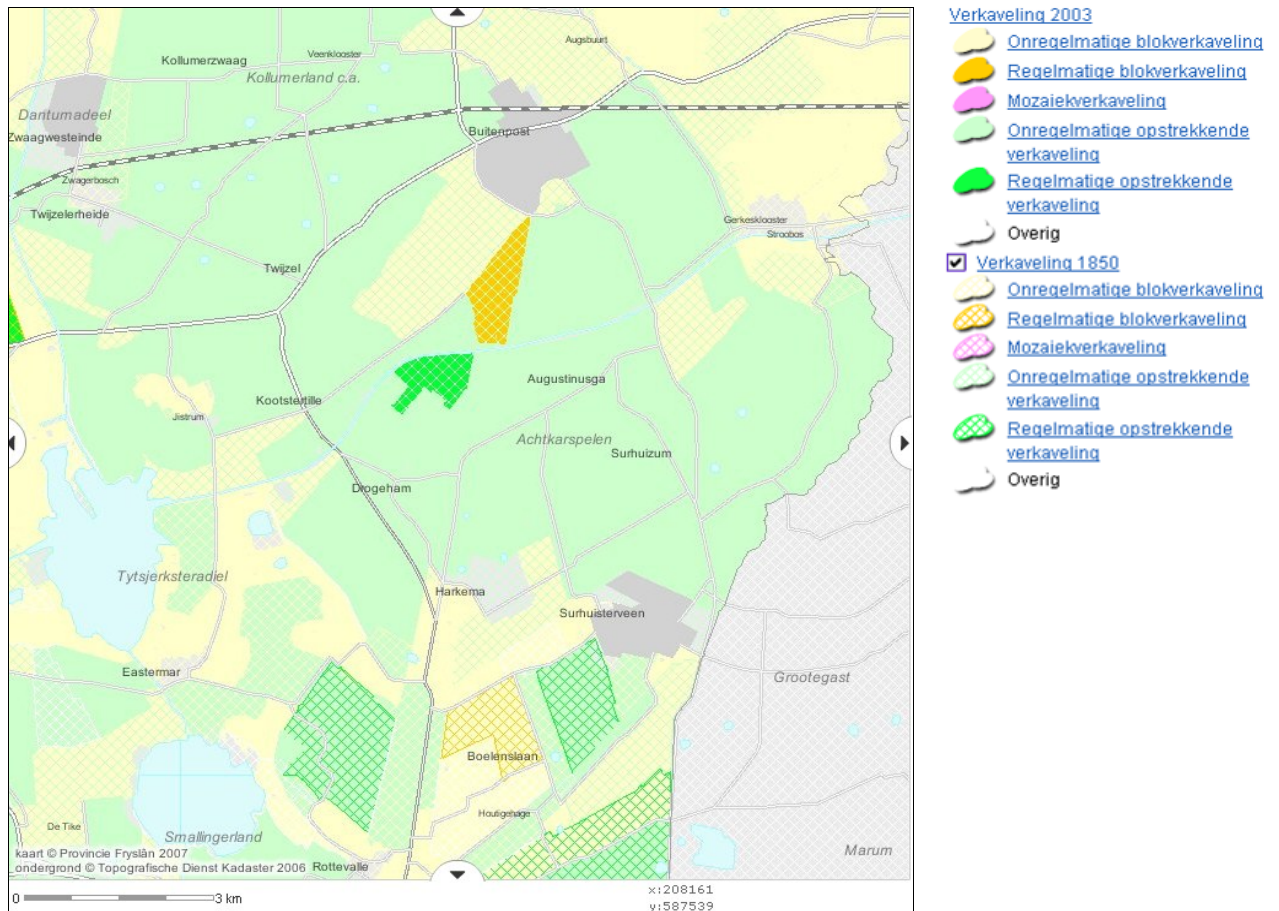 Augsbuurt
Veenklooster
Kollumerzwaag
Kollumerland c.a.
Dantumadeel
Zwaagwesteinde
Buitenpost
Zwagerbosch
Twijzelerheide
Gerkesklooster
Stroobos
Twijzel
Augustinusga
Kootstertille
Jistrum
Achtkarspelen
Surhuizum
Drogeham
Tytsjerksteradiel
Harkema
Surhuisterveen
Eastermar
Grootegast
Boelenslaan
Houtigehage
De Tike
Smallingerland
Marum
kaart © Provincie Fryslân 2007
ondergrond © Topografische Dienst Kadaster 2006
Rottevalle
0 3 km
x:208161
y:587539
Verkaveling 2003
Onregelmatige blokverkaveling
Regelmatige blokverkaveling
Mozaiekverkaveling
Onregelmatige opstrekkende
verkaveling
Regelmatige opstrekkende
verkaveling
Overig
Verkaveling 1850
Onregelmatige blokverkaveling
Regelmatige blokverkaveling
Mozaiekverkaveling
Onregelmatige opstrekkende
verkaveling
Regelmatige opstrekkende
verkaveling
Overig